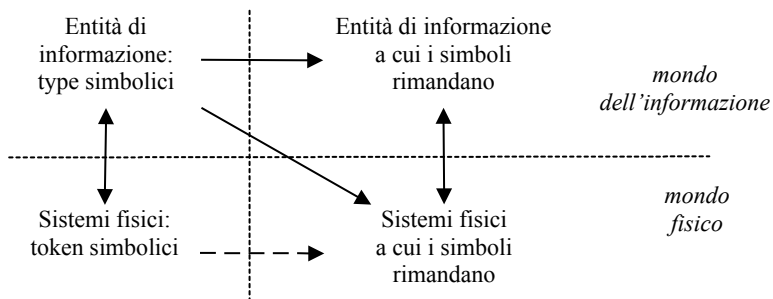 Entità di
informazione:
type simbolici
Entità di informazione
a cui i simboli
rimandano
mondo
dell’informazione
Sistemi fisici:
token simbolici
Sistemi fisici
a cui i simboli
rimandano
mondo
fisico